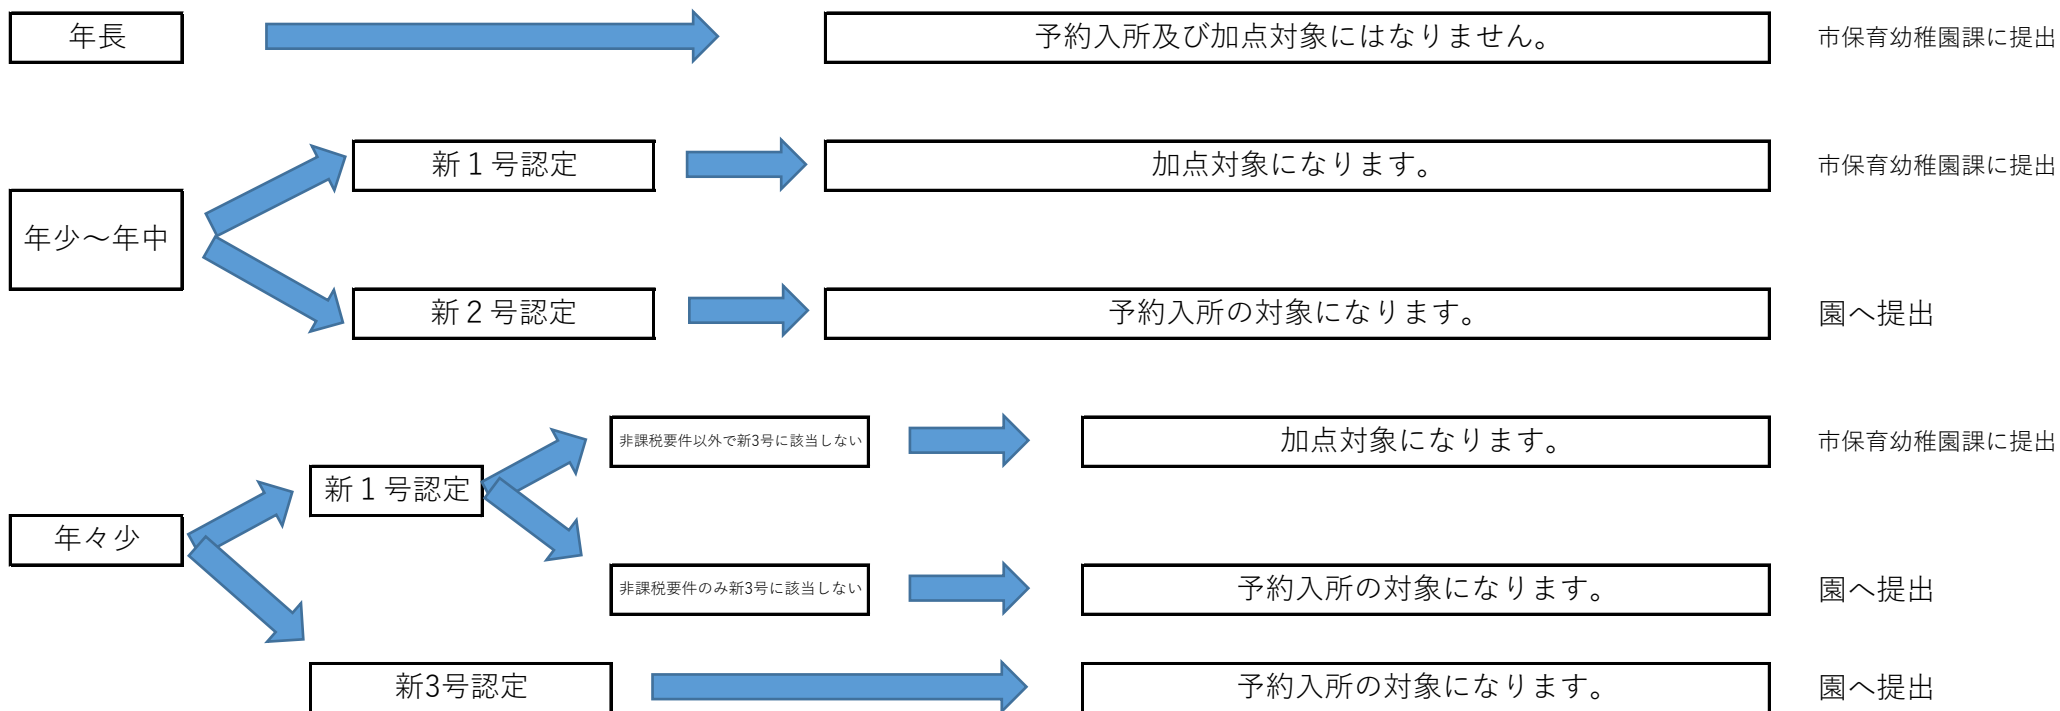 年長
予約入所及び加点対象にはなりません。
市保育幼稚園課に提出
新１号認定
加点対象になります。
市保育幼稚園課に提出
年少～年中
新２号認定
予約入所の対象になります。
園へ提出
非課税要件以外で新3号に該当しない
加点対象になります。
市保育幼稚園課に提出
新１号認定
年々少
非課税要件のみ新3号に該当しない
予約入所の対象になります。
園へ提出
新3号認定
予約入所の対象になります。
園へ提出